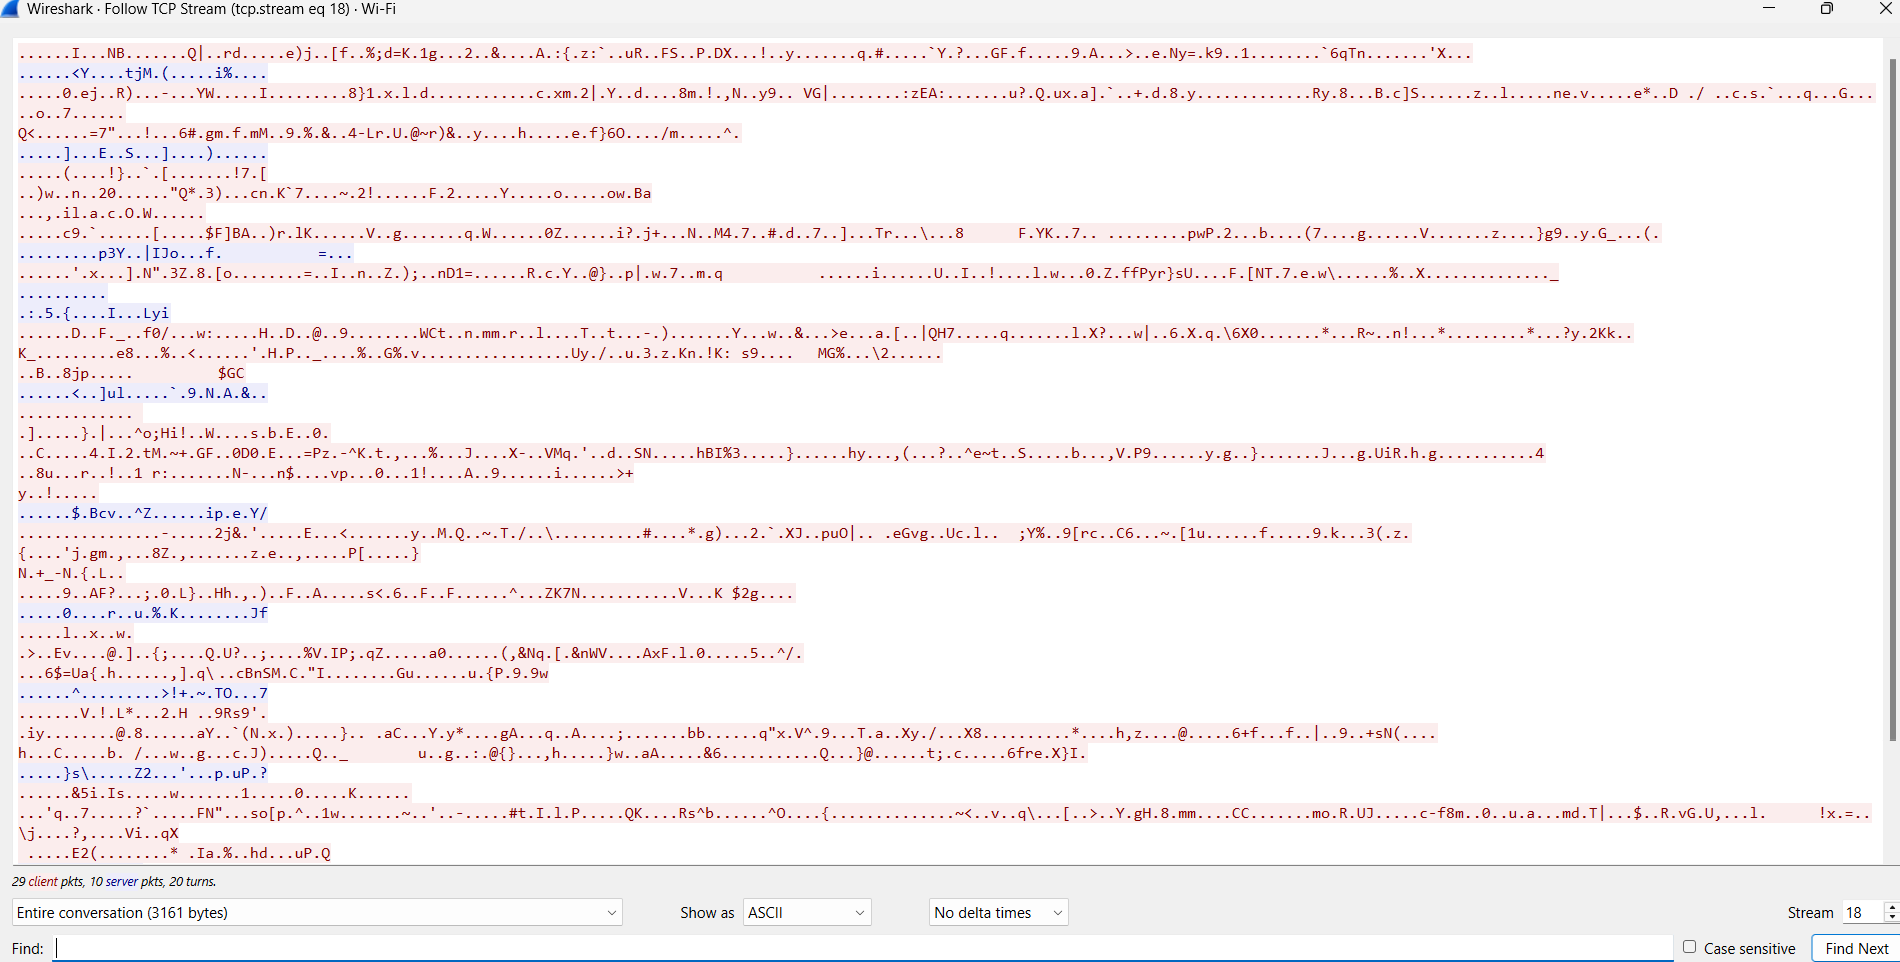 Wireshark · Follow TCP Stream (tcp.stream eq 18) · Wi-Fi
......I...NB.......Q|..rd.....e)j..[f..%;d=K.1g...2..&....A.:{.z:`..uR..FS..P.DX...!..y.......q.#.....`Y.?...GF.f.....9.A...>..e.Ny=.k9..1........`6qTn.......'X...
......<Y....tjM.(.....i%....
.....0.ej..R)...-...YW.....I.........8}1.x.l.d............c.xm.2|.Y..d....8m.!.,N..y9.. VG|........:zEA:.......u?.Q.ux.a].`..+.d.8.y.............Ry.8...B.c]S......z..l.....ne.v.....e*..D ./ ..c.s.`...q...G...
..o..7......
Q<......=7"...!...6#.gm.f.mM..9.%.&..4-Lr.U.@~r)&..y....h.....e.f}6O..../m.....^.
.....]...E..S...]....)......
.....(....!}..`.[.......!7.[
..)w..n..20......"Q*.3)...cn.K`7....~.2!......F.2.....Y.....o.....ow.Ba
...,.il.a.c.O.W......
.....c9.`......[.....$F]BA..)r.lK......V..g.......q.W......0Z......i?.j+...N..M4.7..#.d..7..]...Tr...\...8      F.YK..7.. .........pwP.2...b....(7....g......V.......z....}g9..y.G_...(.
.........p3Y..|IJo...f.           =...
......'.x...].N".3Z.8.[o........=..I..n..Z.);..nD1=......R.c.Y..@}..p|.w.7..m.q           ......i......U..I..!....l.w...0.Z.ffPyr}sU....F.[NT.7.e.w\......%..X.............._
..........
.:.5.{....I...Lyi
......D..F._..f0/...w:.....H..D..@..9........WCt..n.mm.r..l....T..t...-.).......Y...w..&...>e...a.[..|QH7.....q.......l.X?...w|..6.X.q.\6X0.......*...R~..n!...*.........*...?y.2Kk..
K_.........e8...%..<......'.H.P.._....%..G%.v.................Uy./..u.3.z.Kn.!K: s9....   MG%...\2......
..B..8jp.....          $GC
......<..]ul.....`.9.N.A.&..
.............
.].....}.|...^o;Hi!..W....s.b.E..0.
..C.....4.I.2.tM.~+.GF..0D0.E...=Pz.-^K.t.,...%...J....X-..VMq.'..d..SN.....hBI%3.....}......hy...,(...?..^e~t..S.....b...,V.P9......y.g..}.......J...g.UiR.h.g...........4
..8u...r..!..1 r:.......N-...n$....vp...0...1!....A..9......i......>+
y..!.....
......$.Bcv..^Z......ip.e.Y/
................-.....2j&.'.....E...<.......y..M.Q..~.T./..\..........#....*.g)...2.`.XJ..puO|.. .eGvg..Uc.l..  ;Y%..9[rc..C6...~.[1u......f.....9.k...3(.z.
{....'j.gm.,...8Z.,.......z.e..,.....P[.....}
N.+_-N.{.L..
.....9..AF?...;.0.L}..Hh.,.)..F..A.....s<.6..F..F......^...ZK7N...........V...K $2g....
.....0....r..u.%.K........Jf
.....l..x..w.
.>..Ev....@.]..{;....Q.U?..;....%V.IP;.qZ.....a0......(,&Nq.[.&nWV....AxF.l.0.....5..^/.
...6$=Ua{.h......,].q\ ..cBnSM.C."I........Gu......u.{P.9.9w
......^.........>!+.~.TO...7
.......V.!.L*...2.H ..9Rs9'.
.iy........@.8......aY..`(N.x.).....}.. .aC...Y.y*....gA...q..A....;.......bb......q"x.V^.9...T.a..Xy./...X8..........*....h,z....@.....6+f...f..|..9..+sN(....
h...C.....b. /...w..g...c.J).....Q.._        u..g..:.@{}...,h.....}w..aA.....&6...........Q...}@......t;.c.....6fre.X}I.
.....}s\.....Z2...'...p.uP.?
......&5i.Is.....w.......1.....0.....K......
...'q..7.....?`.....FN"...so[p.^..1w.......~..'..-.....#t.I.l.P.....QK....Rs^b......^O....{..............~<..v..q\...[..>..Y.gH.8.mm....CC.......mo.R.UJ.....c-f8m..0..u.a...md.T|...$..R.vG.U,...l.      !x.=..
\j....?,....Vi..qX
.....E2(........* .Ia.%..hd...uP.Q
29 client pkts, 10 server pkts, 20 turns.
Entire conversation (3161 bytes) Show as ASCII No delta times Stream 18
Find: Case sensitive Find Next